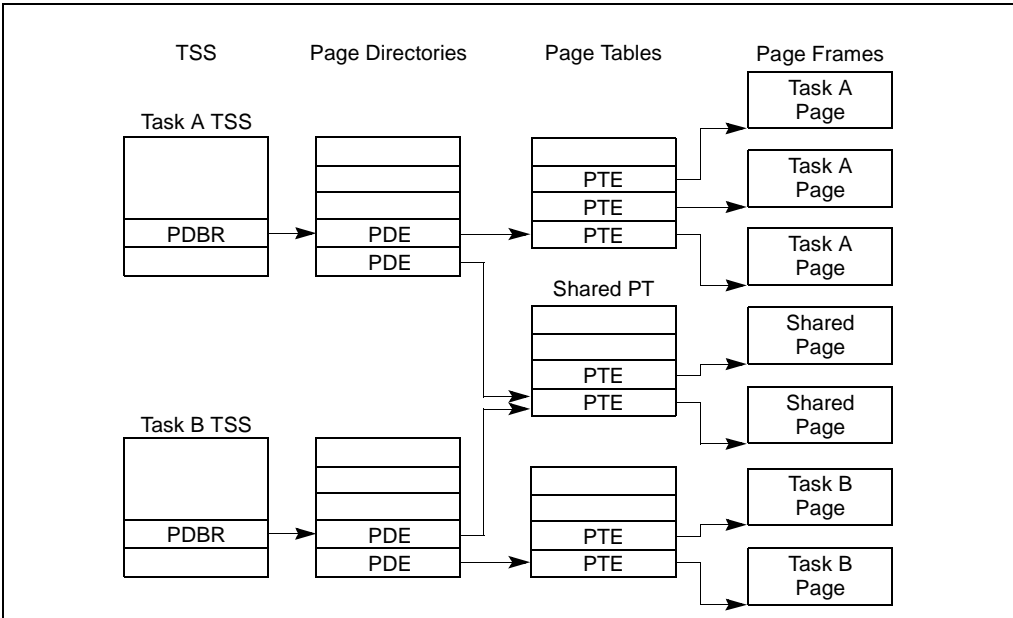 TSS
Page Directories
Page Tables
Page Frames
Task A TSS
PDBR
PDE
PDE
PTE
PTE
PTE
Task A
Page
Task A
Page
Task A
Page
Shared PT
PTE
PTE
Shared
Page
Shared
Page
Task B TSS
PDBR
PDE
PDE
PTE
PTE
Task B
Page
Task B
Page